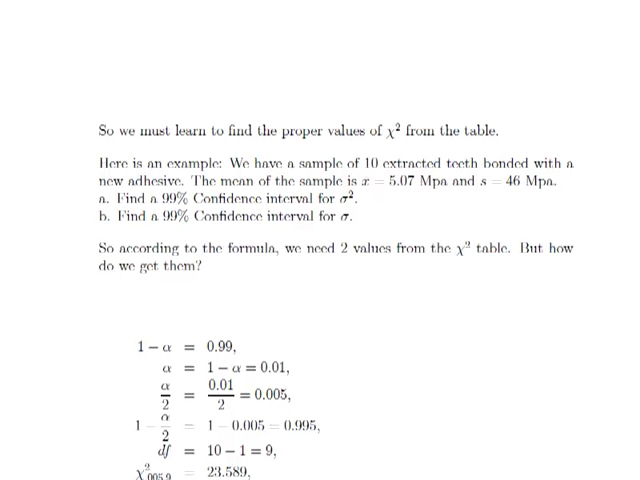 So we must learn to find the proper values of χ² from the table.
Here is an example: We have a sample of 10 extracted teeth bonded with a
new adhesive. The mean of the sample is x = 5.07 Mpa and s = 46 Mpa.
a. Find a 99% Confidence interval for σ².
b. Find a 99% Confidence interval for σ.
So according to the formula, we need 2 values from the χ² table. But how
do we get them?
1 − α = 0.99,
α = 1 − α = 0.01,
α/2 = 0.01/2 = 0.005,
1 − α/2 = 1 − 0.005 = 0.995,
df = 10 − 1 = 9,
χ²005,9 = 23.589,